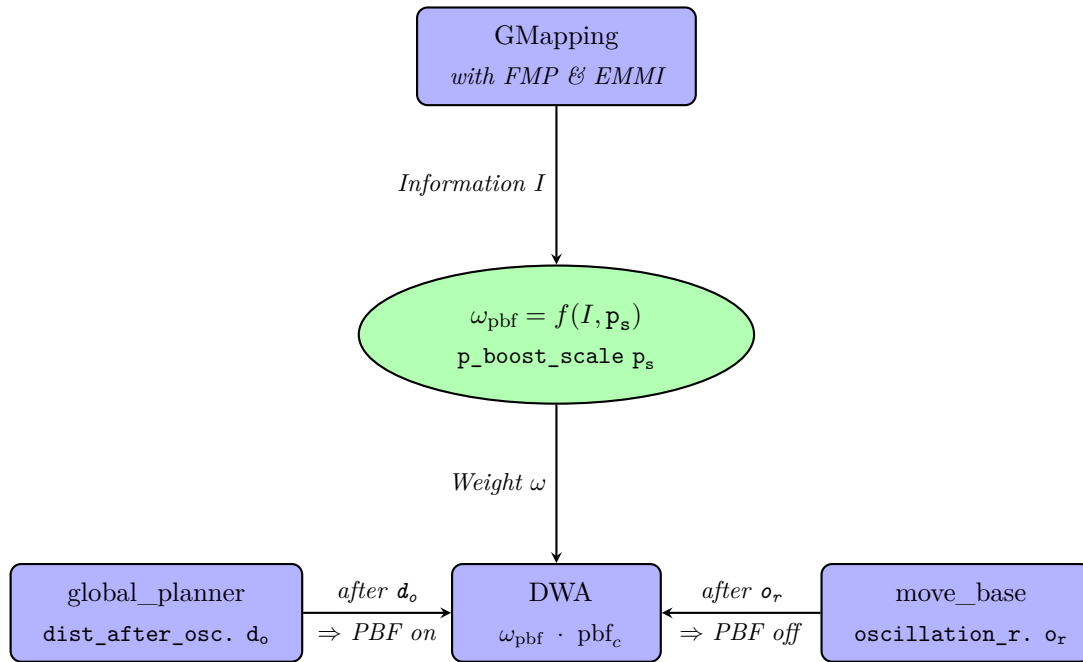 GMapping
with FMP & EMMI
Information I
ω_pbf = f(I, p_s)
p_boost_scale p_s
Weight ω
global_planner
dist_after_osc. d_o
after d_o
⇒ PBF on
DWA
ω_pbf · pbf_c
after o_r
⇒ PBF off
move_base
oscillation_r. o_r